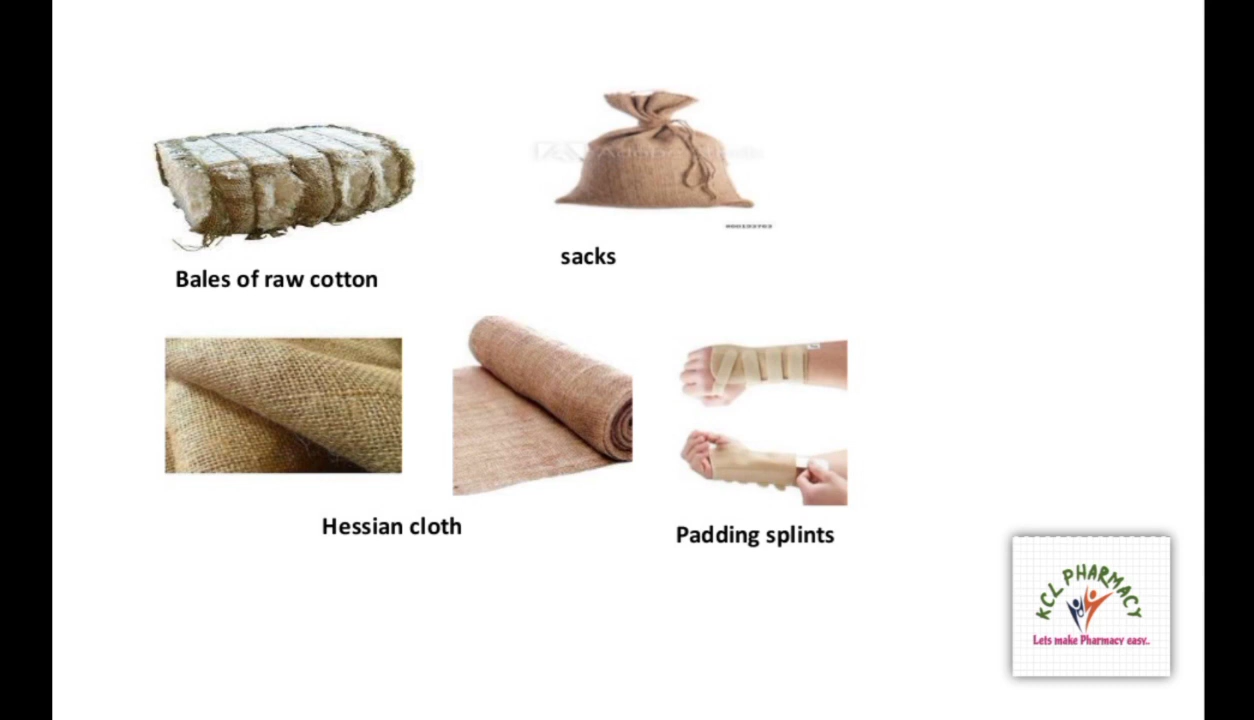 Bales of raw cotton
sacks
Hessian cloth
Padding splints
KCL PHARMACY
Lets make Pharmacy easy..